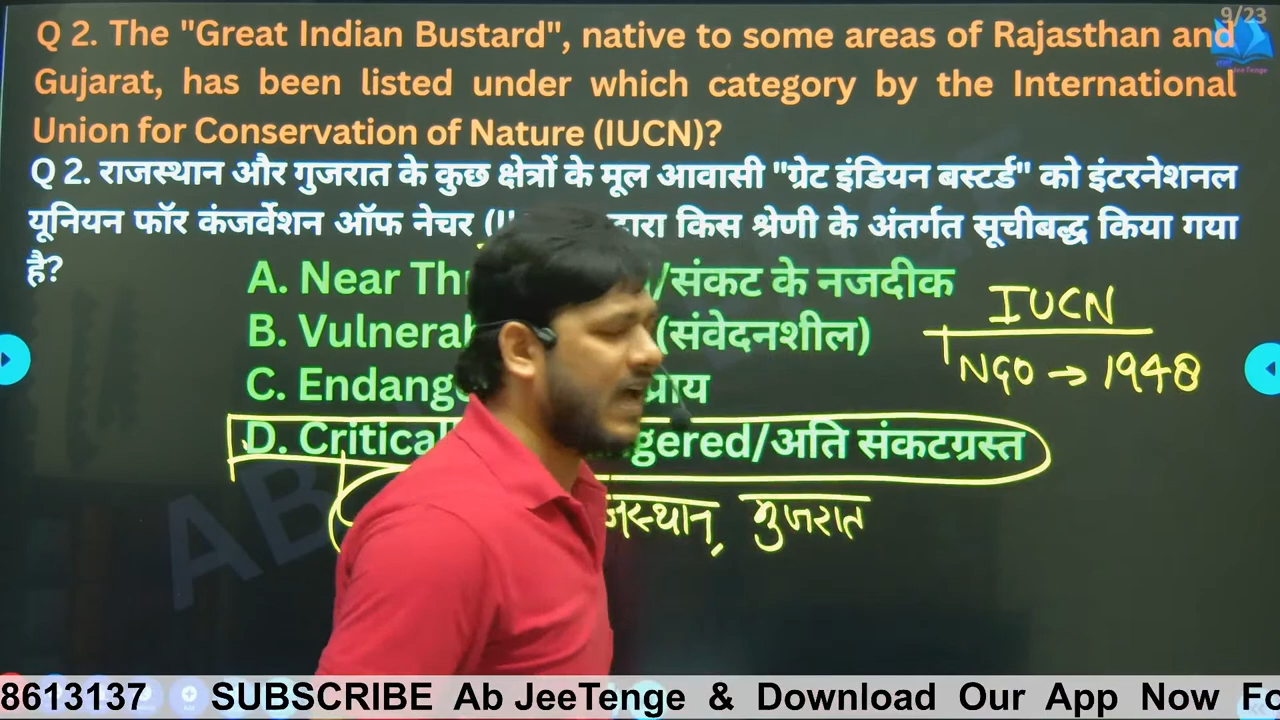 9/23
Q 2. The "Great Indian Bustard", native to some areas of Rajasthan and
Gujarat, has been listed under which category by the International
Union for Conservation of Nature (IUCN)?
Q 2. राजस्थान और गुजरात के कुछ क्षेत्रों के मूल आवासी "ग्रेट इंडियन बस्टर्ड" को इंटरनेशनल
यूनियन फॉर कंजर्वेशन ऑफ नेचर द्वारा किस श्रेणी के अंतर्गत सूचीबद्ध किया गया
है?
A. Near /संकट के नजदीक
B. (संवेदनशील)
C.
D. /अति संकटग्रस्त
IUCN
NGO → 1948
गुजरात
8613137 SUBSCRIBE Ab JeeTenge & Download Our App Now